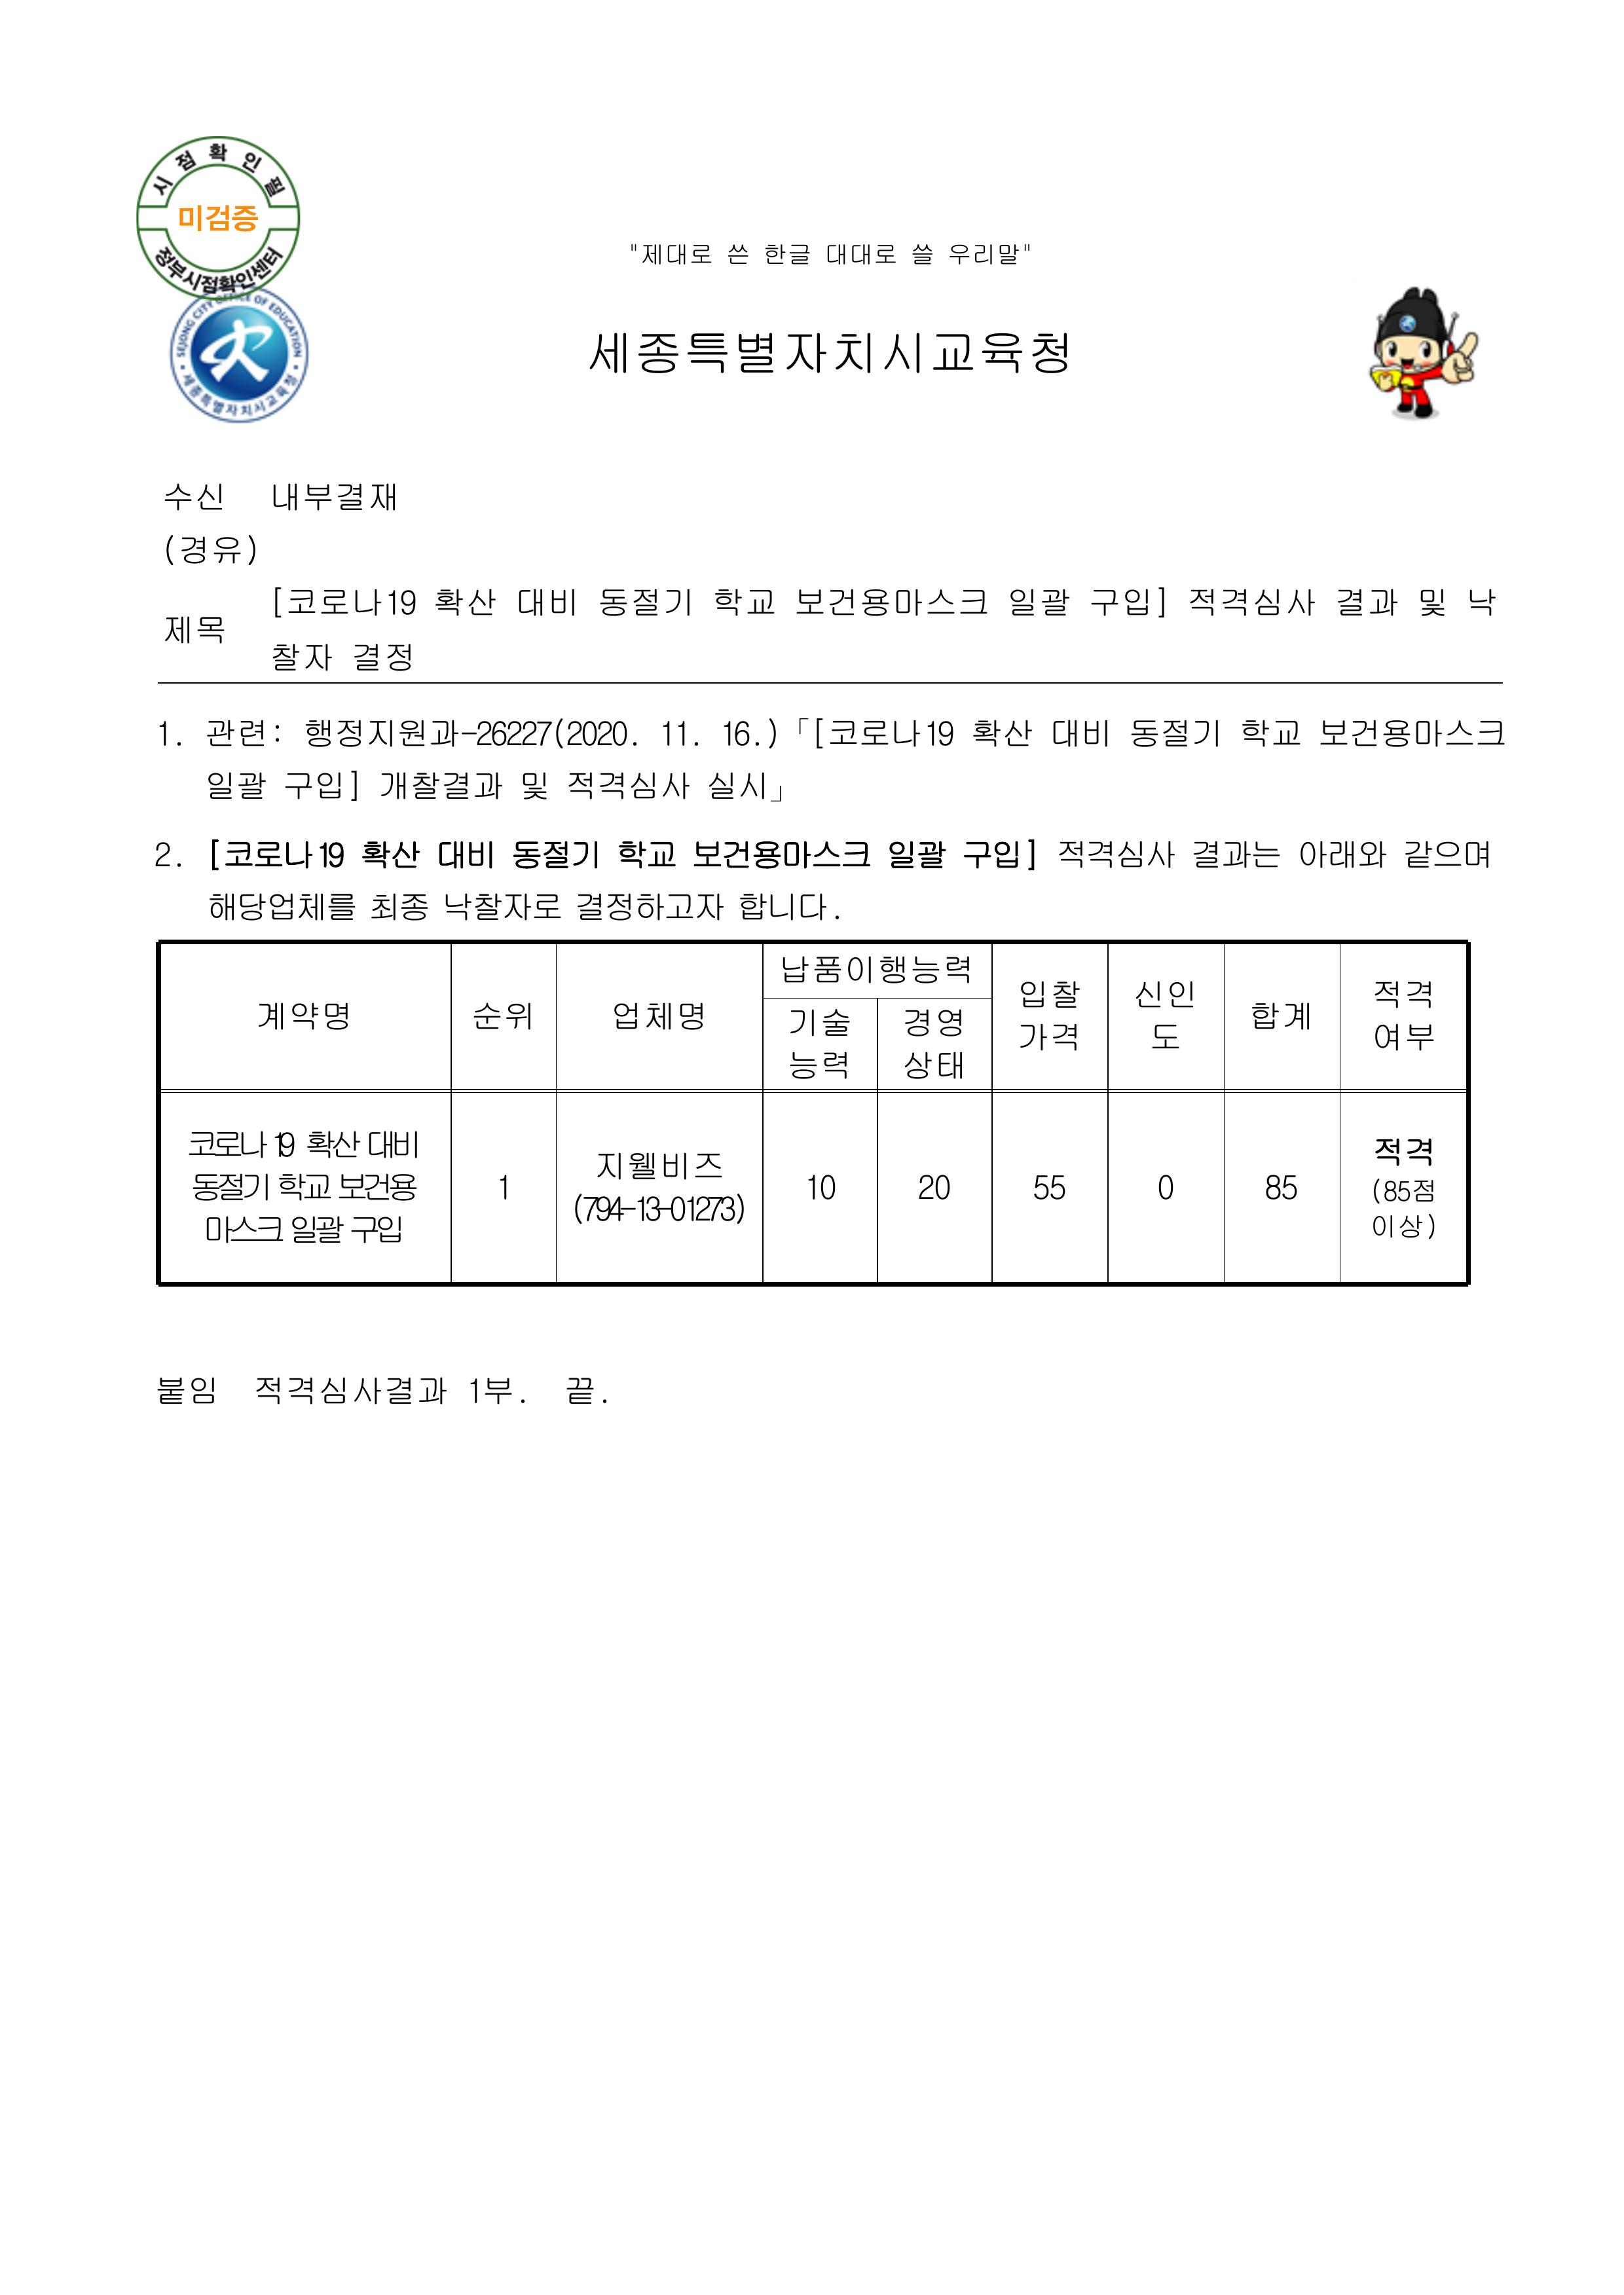 시점확인필
미검증
정부시점확인센터
"제대로 쓴 한글 대대로 쓸 우리말"
SEJONG CITY OFFICE OF EDUCATION
세종특별자치시교육청
세종특별자치시교육청
수신 내부결재
(경유)
제목 [코로나19 확산 대비 동절기 학교 보건용마스크 일괄 구입] 적격심사 결과 및 낙
찰자 결정
1. 관련: 행정지원과-26227(2020. 11. 16.)「[코로나19 확산 대비 동절기 학교 보건용마스크
일괄 구입] 개찰결과 및 적격심사 실시」
2. [코로나19 확산 대비 동절기 학교 보건용마스크 일괄 구입] 적격심사 결과는 아래와 같으며
해당업체를 최종 낙찰자로 결정하고자 합니다.
계약명 순위 업체명 납품이행능력 입찰 신인 합계 적격
기술 경영 가격 도 여부
능력 상태
코로나19 확산 대비
동절기 학교 보건용
마스크 일괄 구입
1
지웰비즈
(794-13-01273)
10 20 55 0 85
적격
(85점
이상)
붙임 적격심사결과 1부. 끝.